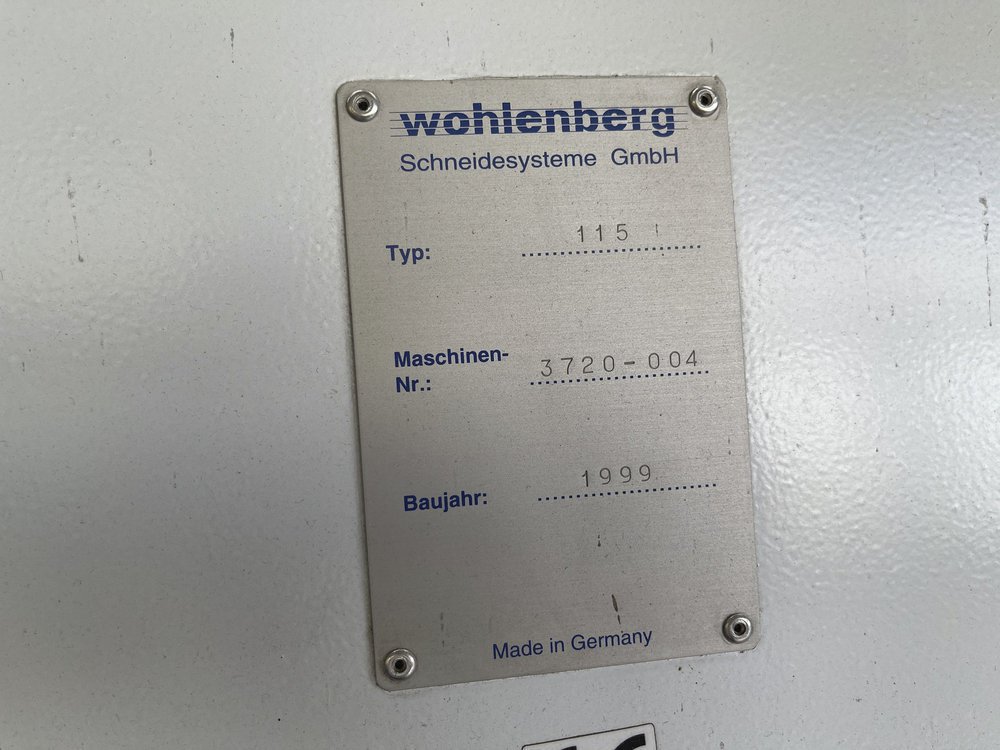 wohlenberg
Schneidesysteme GmbH
Typ: 115
Maschinen-
Nr.: 3720-004
Baujahr: 1999
Made in Germany